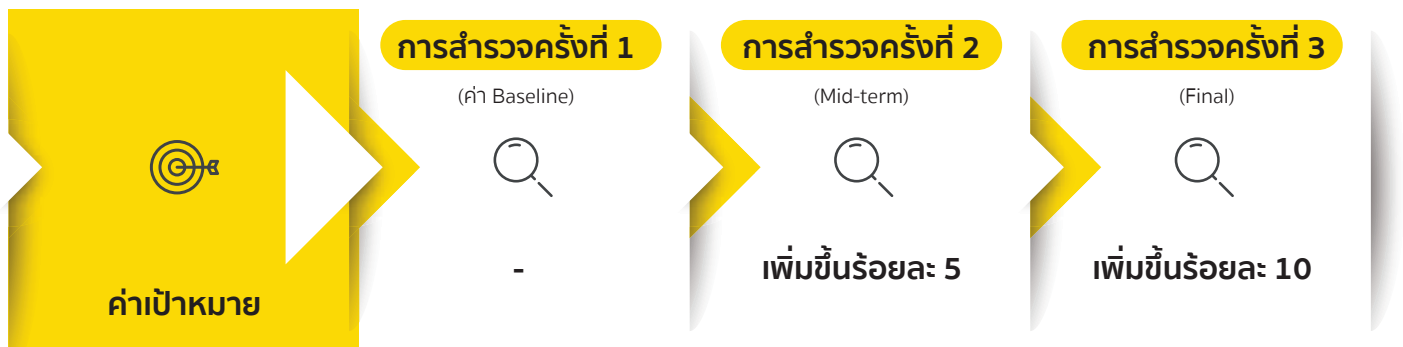 ค่าเป้าหมาย
การสำรวจครั้งที่ 1
(ค่า Baseline)
-
การสำรวจครั้งที่ 2
(Mid-term)
เพิ่มขึ้นร้อยละ 5
การสำรวจครั้งที่ 3
(Final)
เพิ่มขึ้นร้อยละ 10